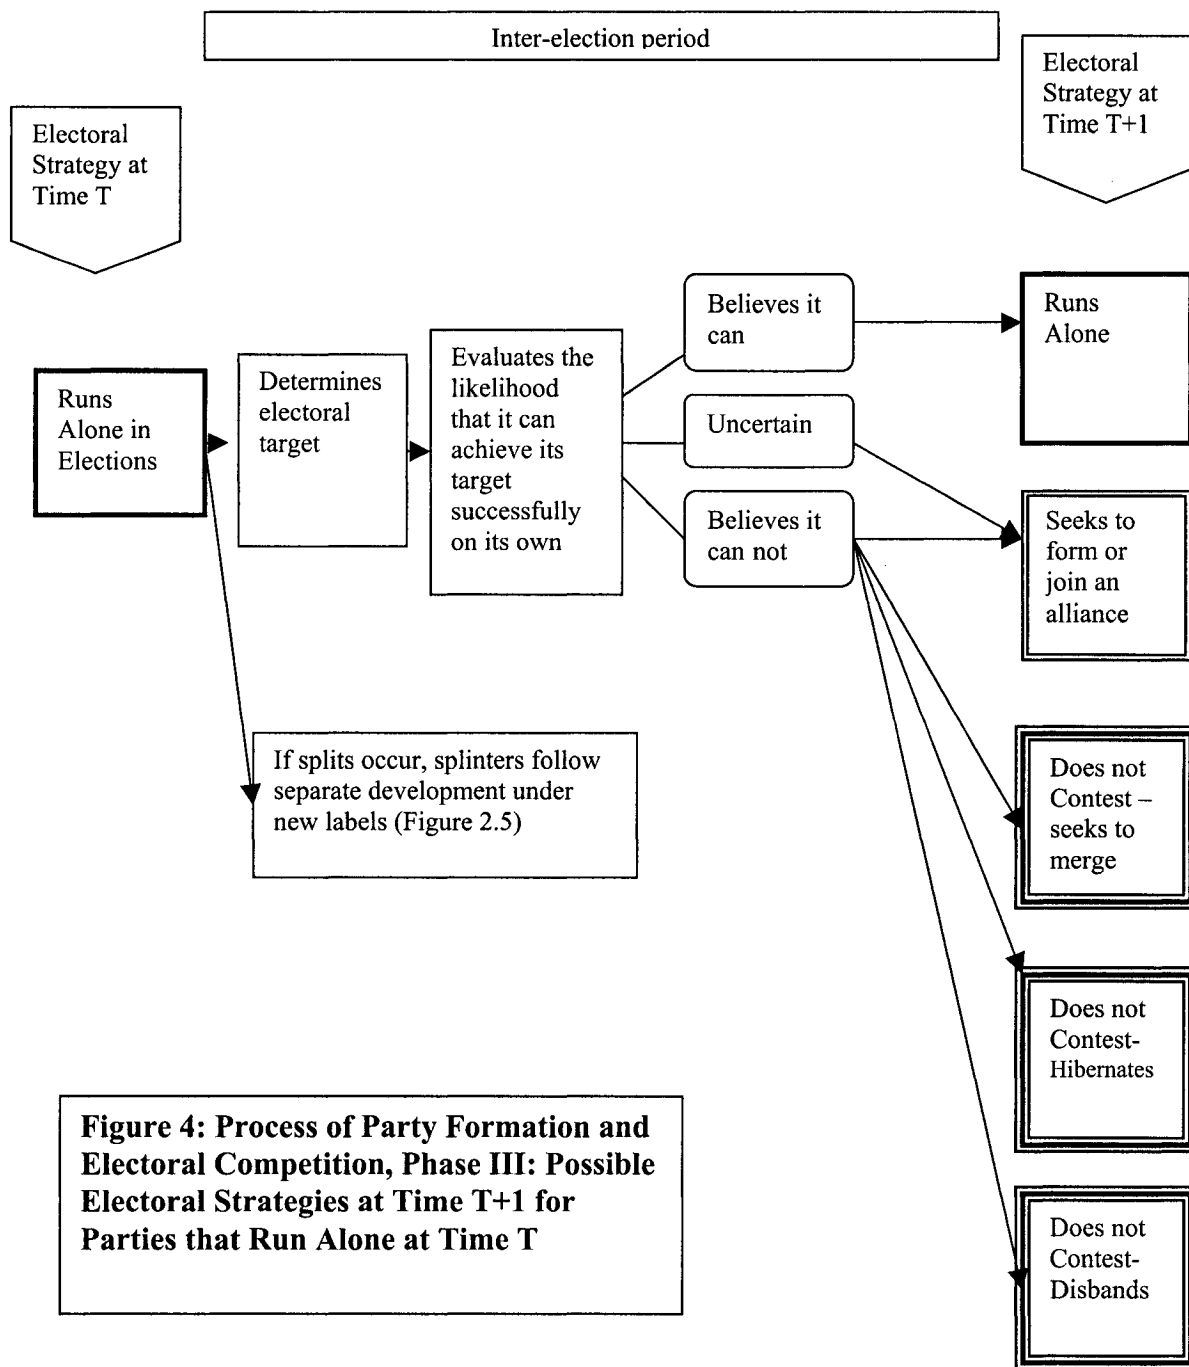 Inter-election period
Electoral
Strategy at
Time T+1
Electoral
Strategy at
Time T
Runs
Alone in
Elections
Determines
electoral
target
Evaluates the
likelihood
that it can
achieve its
target
successfully
on its own
Believes it
can
Uncertain
Believes it
can not
Runs
Alone
Seeks to
form or
join an
alliance
If splits occur, splinters follow
separate development under
new labels (Figure 2.5)
Does not
Contest –
seeks to
merge
Does not
Contest-
Hibernates
Does not
Contest-
Disbands
Figure 4: Process of Party Formation and
Electoral Competition, Phase III: Possible
Electoral Strategies at Time T+1 for
Parties that Run Alone at Time T